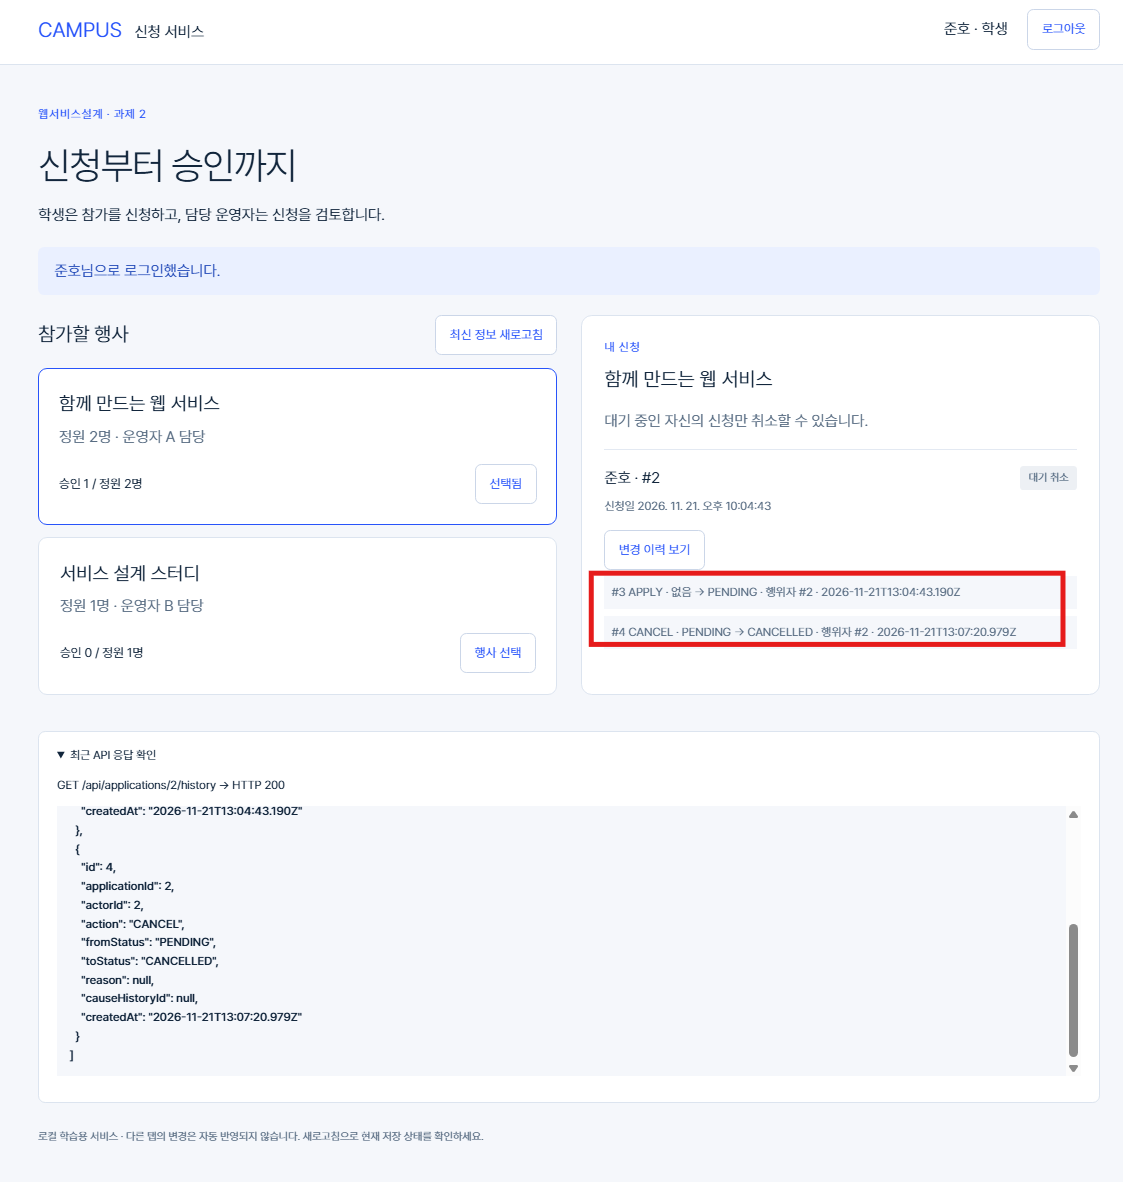 CAMPUS 신청 서비스
준호 · 학생
로그아웃
웹서비스설계 · 과제 2
신청부터 승인까지
학생은 참가를 신청하고, 담당 운영자는 신청을 검토합니다.
준호님으로 로그인했습니다.
참가할 행사
최신 정보 새로고침
함께 만드는 웹 서비스
정원 2명 · 운영자 A 담당
승인 1 / 정원 2명
선택됨
서비스 설계 스터디
정원 1명 · 운영자 B 담당
승인 0 / 정원 1명
행사 선택
내 신청
함께 만드는 웹 서비스
대기 중인 자신의 신청만 취소할 수 있습니다.
준호 · #2
대기 취소
신청일 2026. 11. 21. 오후 10:04:43
변경 이력 보기
#3 APPLY · 없음 → PENDING · 행위자 #2 · 2026-11-21T13:04:43.190Z
#4 CANCEL · PENDING → CANCELLED · 행위자 #2 · 2026-11-21T13:07:20.979Z
▼ 최근 API 응답 확인
GET /api/applications/2/history → HTTP 200
"createdAt": "2026-11-21T13:04:43.190Z"
},
{
"id": 4,
"applicationId": 2,
"actorId": 2,
"action": "CANCEL",
"fromStatus": "PENDING",
"toStatus": "CANCELLED",
"reason": null,
"causeHistoryId": null,
"createdAt": "2026-11-21T13:07:20.979Z"
}
]
로컬 학습용 서비스 · 다른 탭의 변경은 자동 반영되지 않습니다. 새로고침으로 현재 저장 상태를 확인하세요.